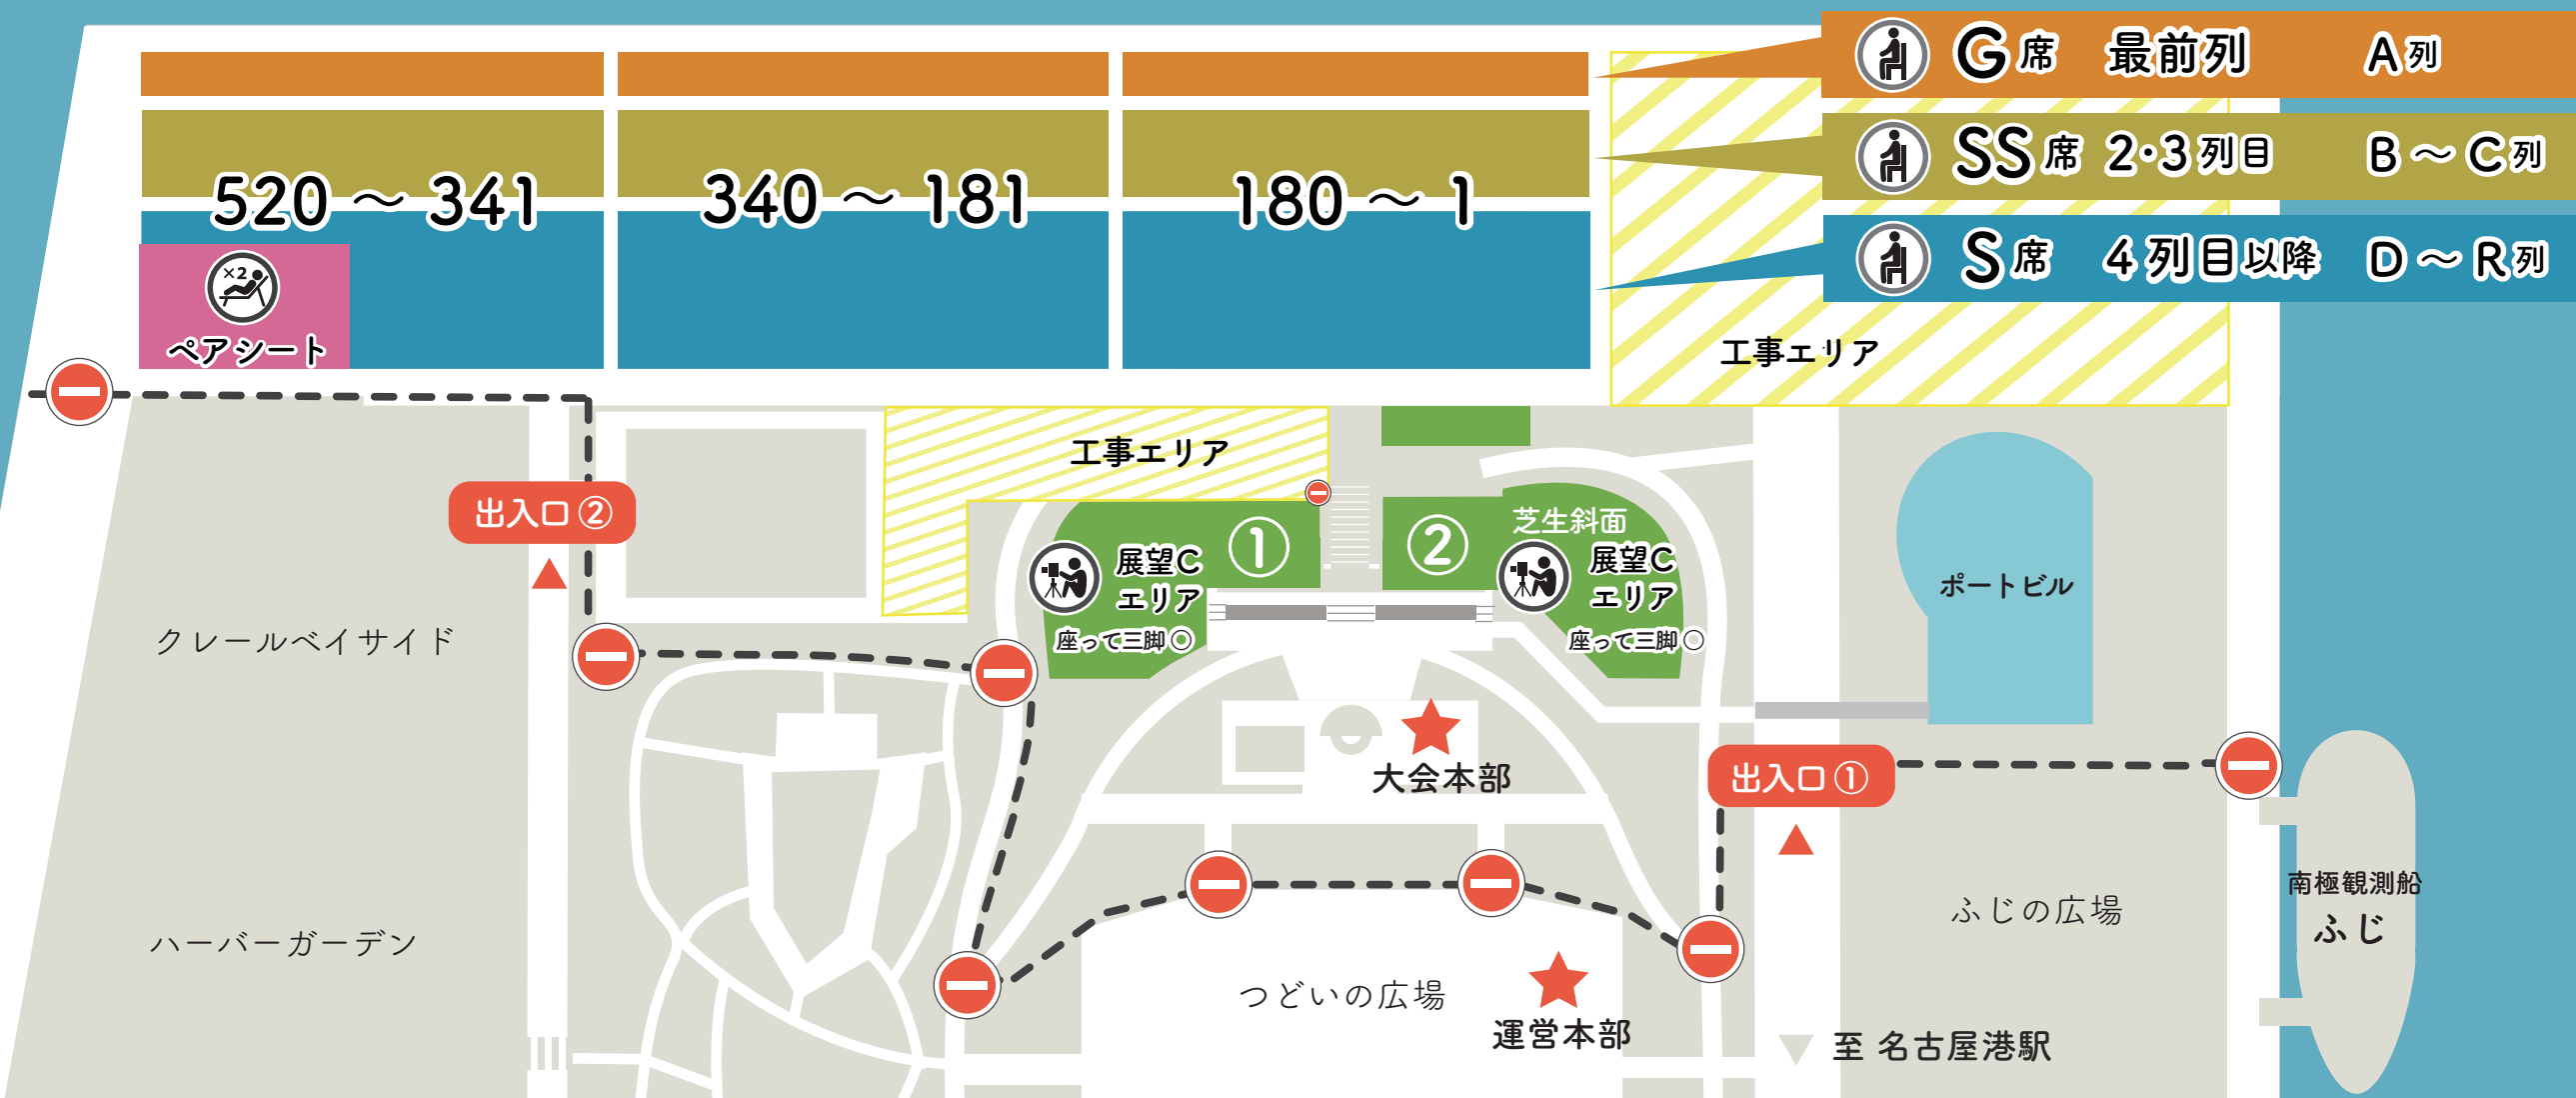 G席 最前列 A列
SS席 2・3列目 B〜C列
S席 4列目以降 D〜R列
520〜341
340〜181
180〜1
×2
ペアシート
工事エリア
工事エリア
出入口②
①
②
芝生斜面
展望C
エリア
座って三脚◎
展望C
エリア
座って三脚〇
ポートビル
クレールベイサイド
大会本部
出入口①
南極観測船
ふじ
ふじの広場
ハーバーガーデン
つどいの広場
運営本部
至 名古屋港駅